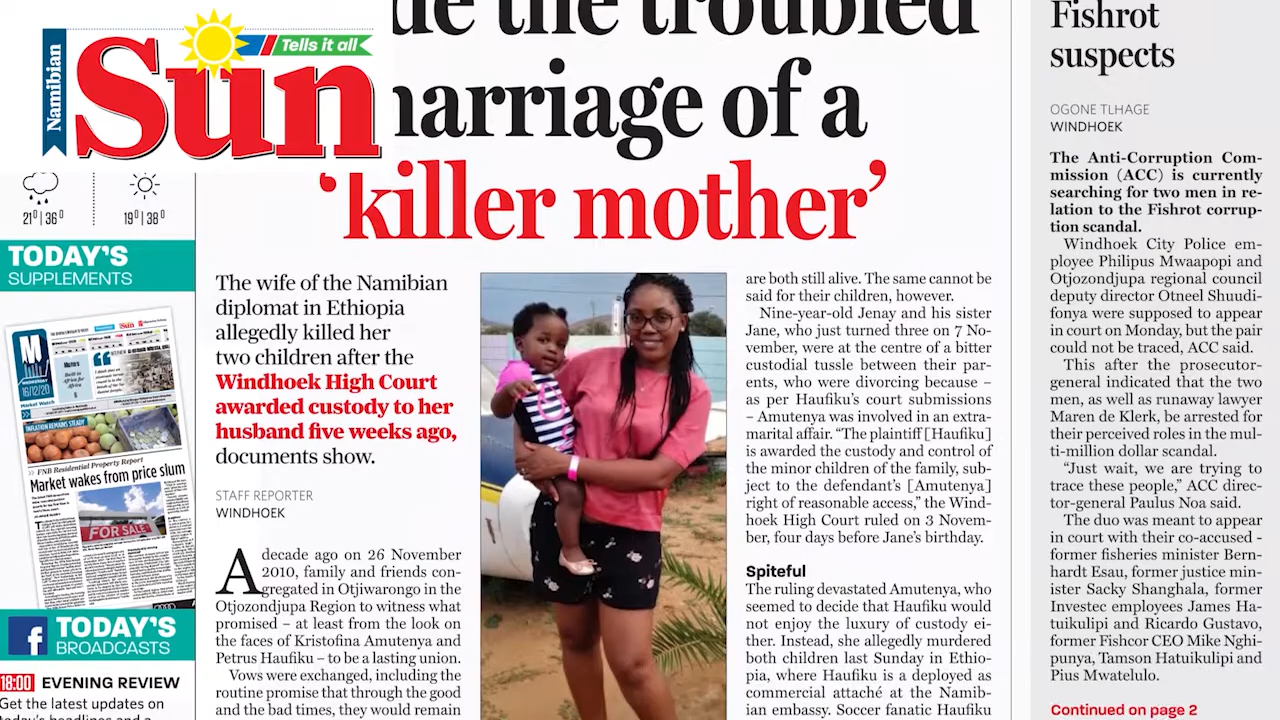 Namibian
Sun
Tells it all
de the troubled
marriage of a
‘killer mother’
21⁰ | 36⁰
19⁰ | 38⁰
TODAY'S
SUPPLEMENTS
Market Watch
INFLATION REMAINS STEADY
>> FNB Residential Property Report
Market wakes from price slum
FOR SALE
TODAY'S
BROADCASTS
18:00 EVENING REVIEW
Get the latest updates on
The wife of the Namibian
diplomat in Ethiopia
allegedly killed her
two children after the
Windhoek High Court
awarded custody to her
husband five weeks ago,
documents show.
STAFF REPORTER
WINDHOEK
A decade ago on 26 November
2010, family and friends con-
gregated in Otjiwarongo in the
Otjozondjupa Region to witness what
promised – at least from the look on
the faces of Kristofina Amutenya and
Petrus Haufiku – to be a lasting union.
Vows were exchanged, including the
routine promise that through the good
and the bad times, they would remain
are both still alive. The same cannot be
said for their children, however.
Nine-year-old Jenay and his sister
Jane, who just turned three on 7 No-
vember, were at the centre of a bitter
custodial tussle between their par-
ents, who were divorcing because –
as per Haufiku's court submissions
– Amutenya was involved in an extra-
marital affair. “The plaintiff [Haufiku]
is awarded the custody and control of
the minor children of the family, sub-
ject to the defendant's [Amutenya]
right of reasonable access,” the Wind-
hoek High Court ruled on 3 Novem-
ber, four days before Jane's birthday.
Spiteful
The ruling devastated Amutenya, who
seemed to decide that Haufiku would
not enjoy the luxury of custody ei-
ther. Instead, she allegedly murdered
both children last Sunday in Ethio-
pia, where Haufiku is a deployed as
commercial attaché at the Namib-
ian embassy. Soccer fanatic Haufiku
Fishrot
suspects
OGONE TLHAGE
WINDHOEK
The Anti-Corruption Com-
mission (ACC) is currently
searching for two men in re-
lation to the Fishrot corrup-
tion scandal.
Windhoek City Police em-
ployee Philipus Mwaapopi and
Otjozondjupa regional council
deputy director Otneel Shuudi-
fonya were supposed to appear
in court on Monday, but the pair
could not be traced, ACC said.
This after the prosecutor-
general indicated that the two
men, as well as runaway lawyer
Maren de Klerk, be arrested for
their perceived roles in the mul-
ti-million dollar scandal.
“Just wait, we are trying to
trace these people,” ACC direc-
tor-general Paulus Noa said.
The duo was meant to appear
in court with their co-accused -
former fisheries minister Bern-
hardt Esau, former justice min-
ister Sacky Shanghala, former
Investec employees James Ha-
tuikulipi and Ricardo Gustavo,
former Fishcor CEO Mike Nghi-
punya, Tamson Hatuikulipi and
Pius Mwatelulo.
Continued on page 2